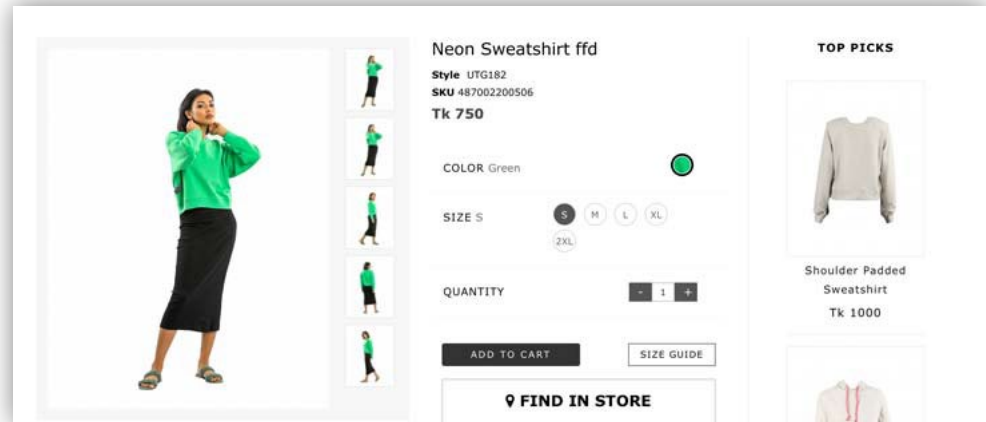 Neon Sweatshirt ffd
Style UTG182
SKU 487002200506
Tk 750
COLOR Green
SIZE S
S M L XL
2XL
QUANTITY
- 1 +
ADD TO CART
SIZE GUIDE
FIND IN STORE
TOP PICKS
Shoulder Padded
Sweatshirt
Tk 1000